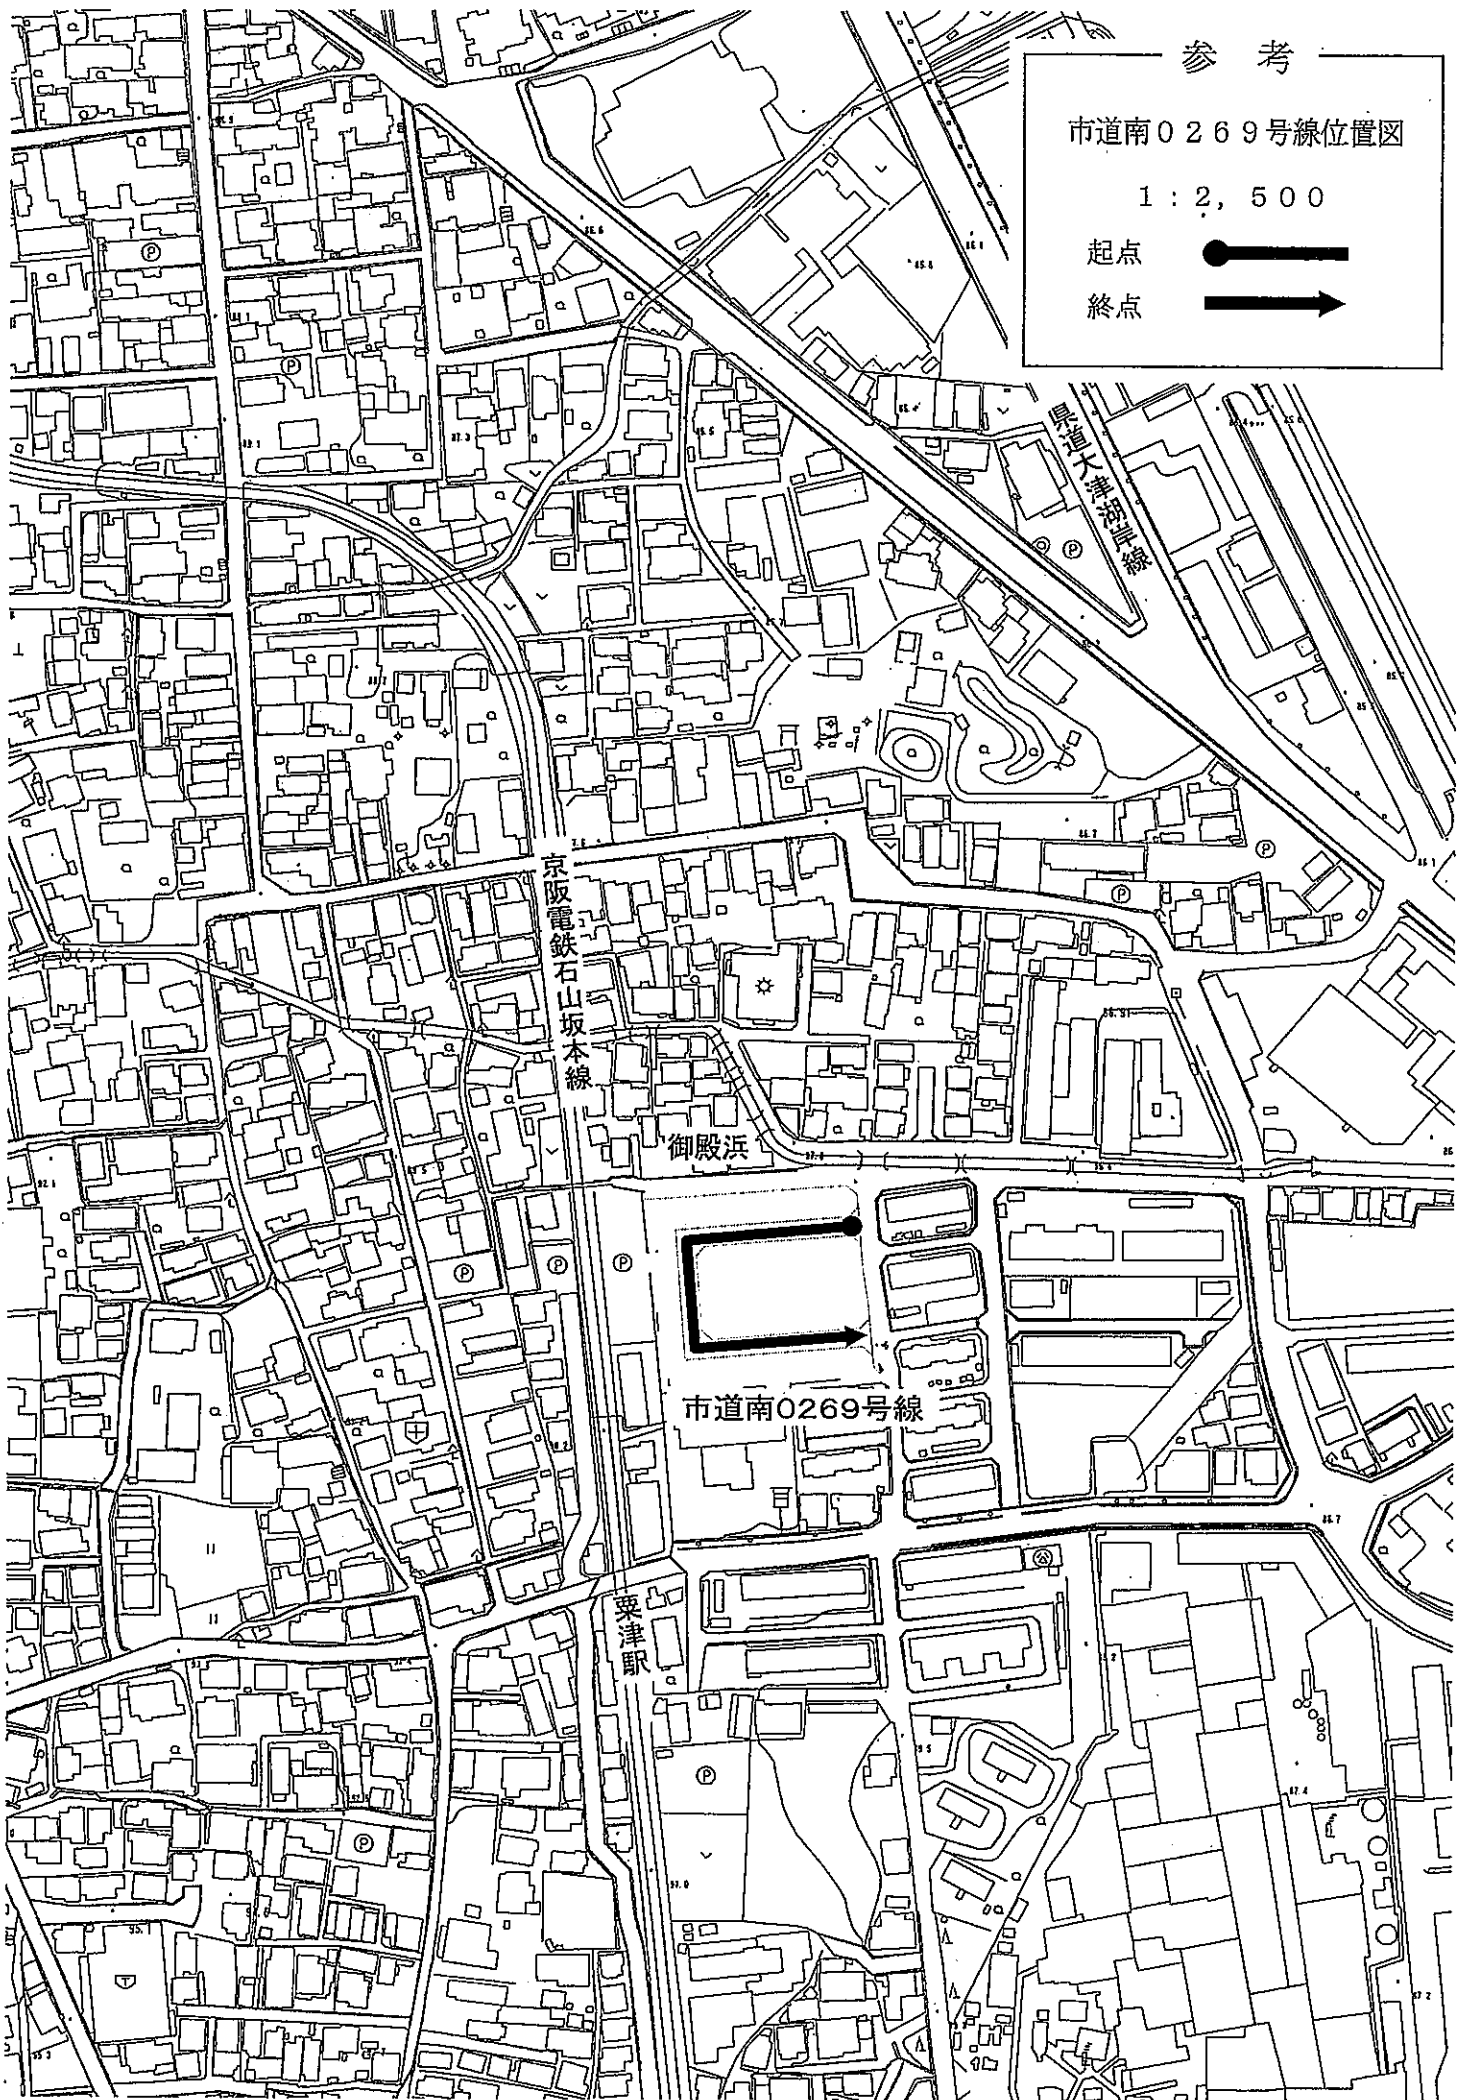 参考
市道南0269号線位置図
1:2,500
起点
終点
県道大津湖岸線
京阪電鉄石山坂本線
御殿浜
市道南0269号線
粟津駅